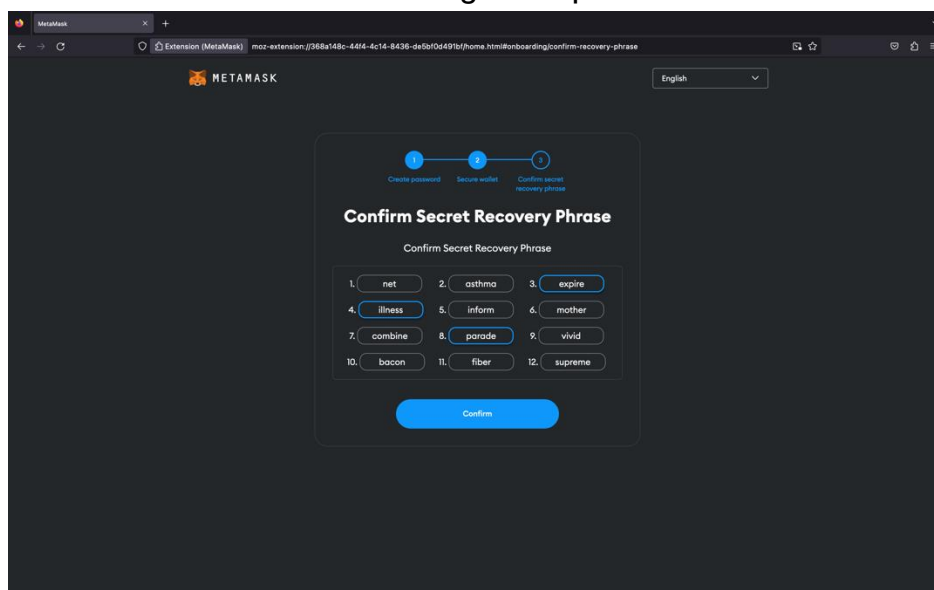 MetaMask
Extension (MetaMask) moz-extension://368a148c-44f4-4c14-8436-de5bf0d491bf/home.html#onboarding/confirm-recovery-phrase
METAMASK English
1 2 3
Create password Secure wallet Confirm secret
recovery phrase
Confirm Secret Recovery Phrase
Confirm Secret Recovery Phrase
1. net 2. asthma 3. expire
4. illness 5. inform 6. mother
7. combine 8. parade 9. vivid
10. bacon 11. fiber 12. supreme
Confirm